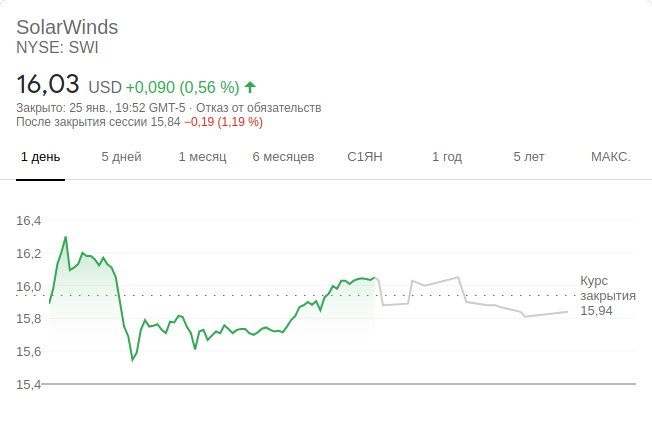 SolarWinds
NYSE: SWI
16,03 USD +0,090 (0,56 %)
Закрыто: 25 янв., 19:52 GMT-5 · Отказ от обязательств
После закрытия сессии 15,84 −0,19 (1,19 %)
1 день 5 дней 1 месяц 6 месяцев С1ЯН 1 год 5 лет МАКС.
16,4
16,2
16,0
15,8
15,6
15,4
Курс
закрытия
15,94